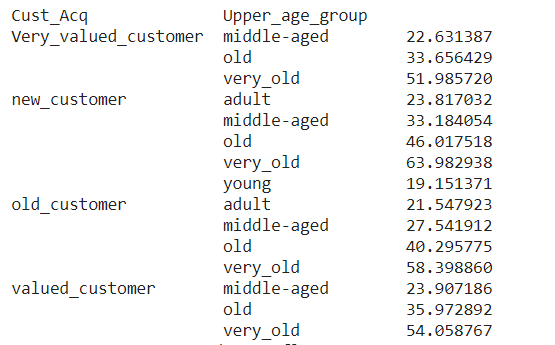 Cust_Acq Upper_age_group
Very_valued_customer middle-aged 22.631387
old 33.656429
very_old 51.985720
new_customer adult 23.817032
middle-aged 33.184054
old 46.017518
very_old 63.982938
young 19.151371
old_customer adult 21.547923
middle-aged 27.541912
old 40.295775
very_old 58.398860
valued_customer middle-aged 23.907186
old 35.972892
very_old 54.058767